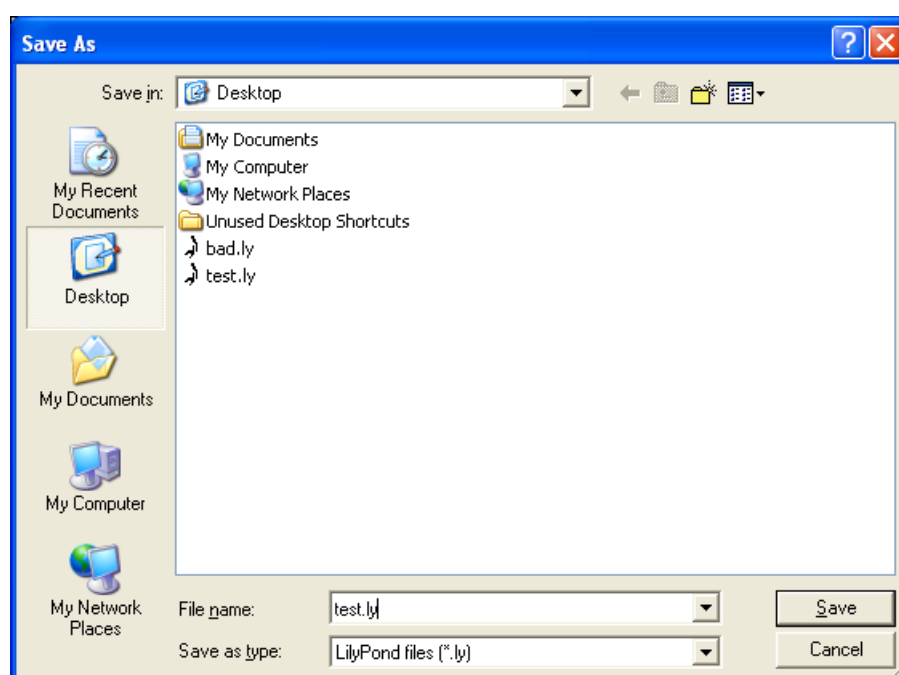 Save As
Save in:
Desktop
My Recent
Documents
Desktop
My Documents
My Computer
My Network
Places
My Documents
My Computer
My Network Places
Unused Desktop Shortcuts
bad.ly
test.ly
File name:
test.ly
Save
Save as type:
LilyPond files (*.ly)
Cancel